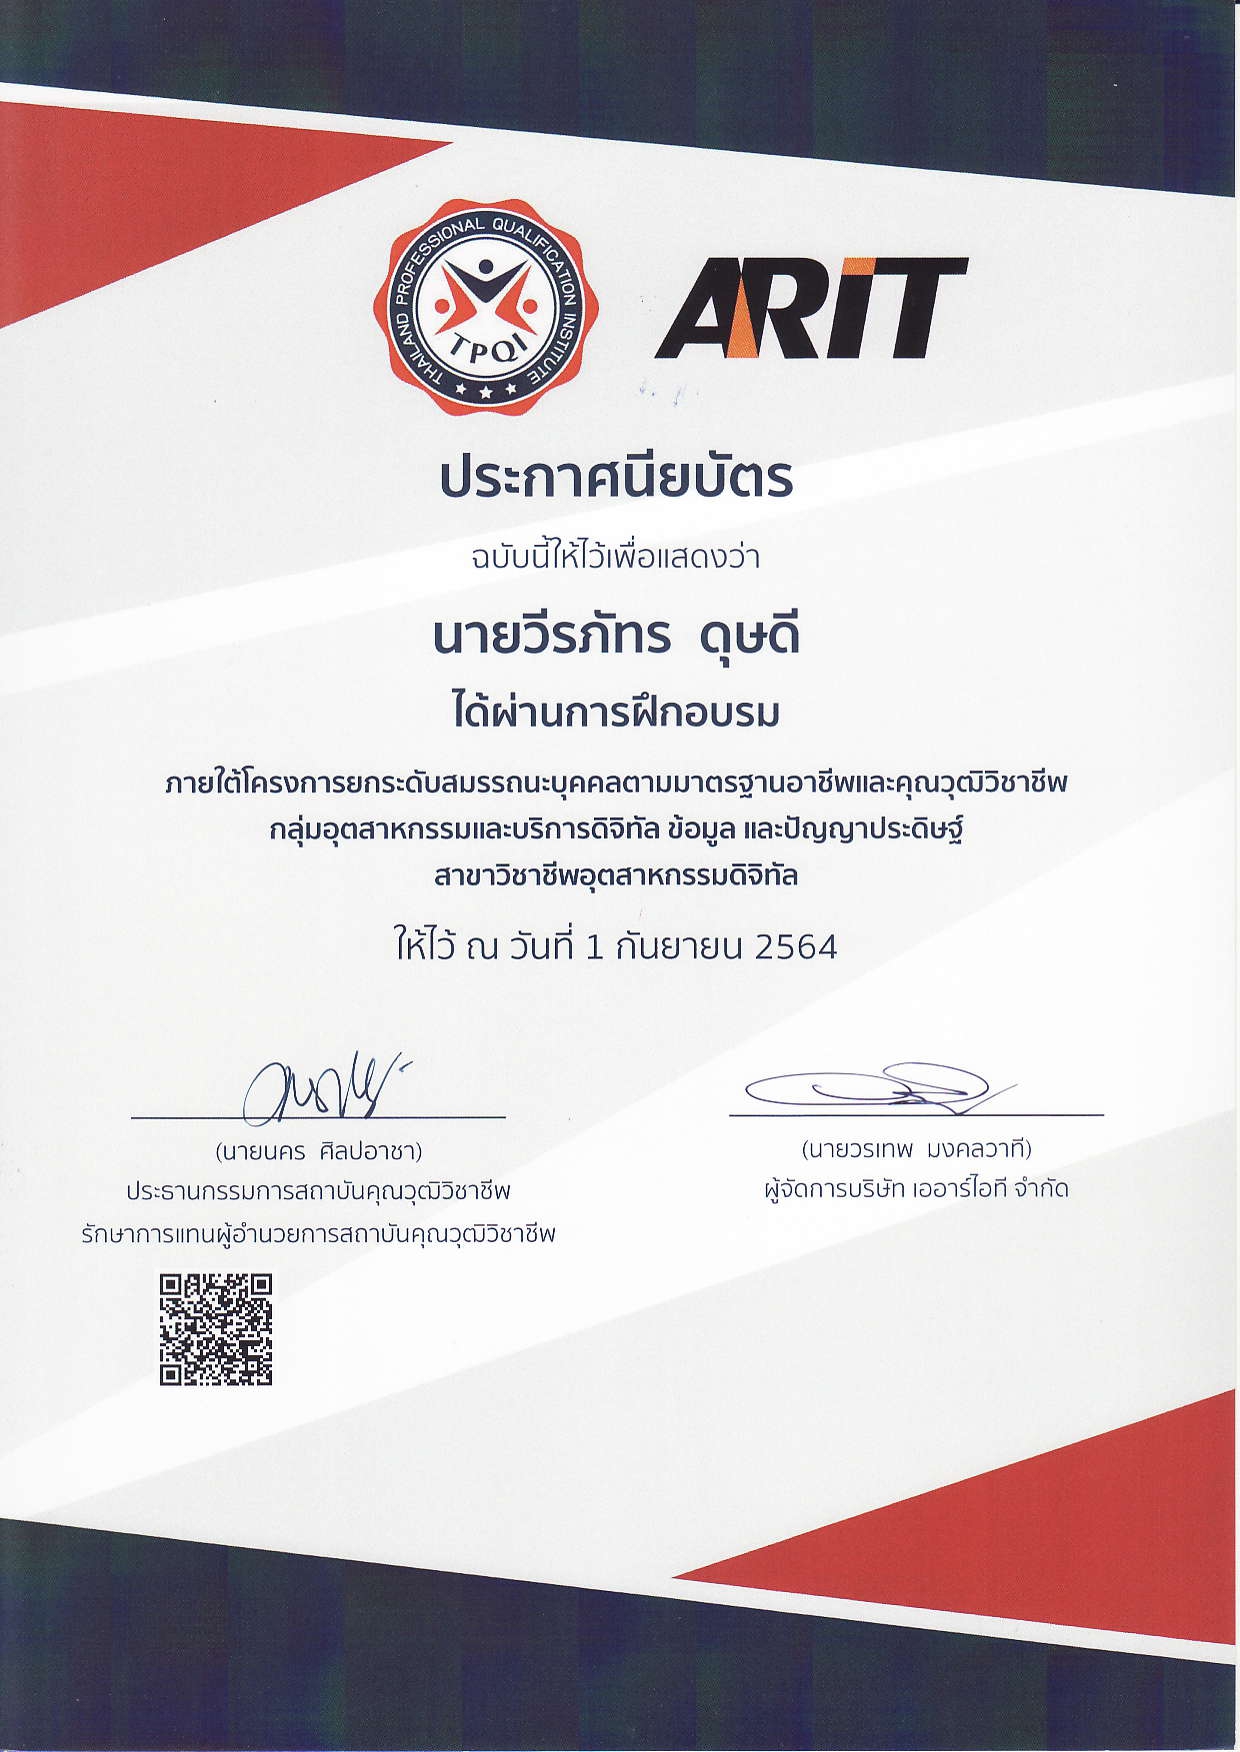 THAILAND PROFESSIONAL QUALIFICATION INSTITUTE
TPQI
ARIT
ประกาศนียบัตร
ฉบับนี้ให้ไว้เพื่อแสดงว่า
นายวีรภัทร ดุษดี
ได้ผ่านการฝึกอบรม
ภายใต้โครงการยกระดับสมรรถนะบุคคลตามมาตรฐานอาชีพและคุณวุฒิวิชาชีพ
กลุ่มอุตสาหกรรมและบริการดิจิทัล ข้อมูล และปัญญาประดิษฐ์
สาขาวิชาชีพอุตสาหกรรมดิจิทัล
ให้ไว้ ณ วันที่ 1 กันยายน 2564
(นายนคร ศิลปอาชา)
ประธานกรรมการสถาบันคุณวุฒิวิชาชีพ
รักษาการแทนผู้อำนวยการสถาบันคุณวุฒิวิชาชีพ
(นายวรเทพ มงคลวาที)
ผู้จัดการบริษัท เออาร์ไอที จำกัด